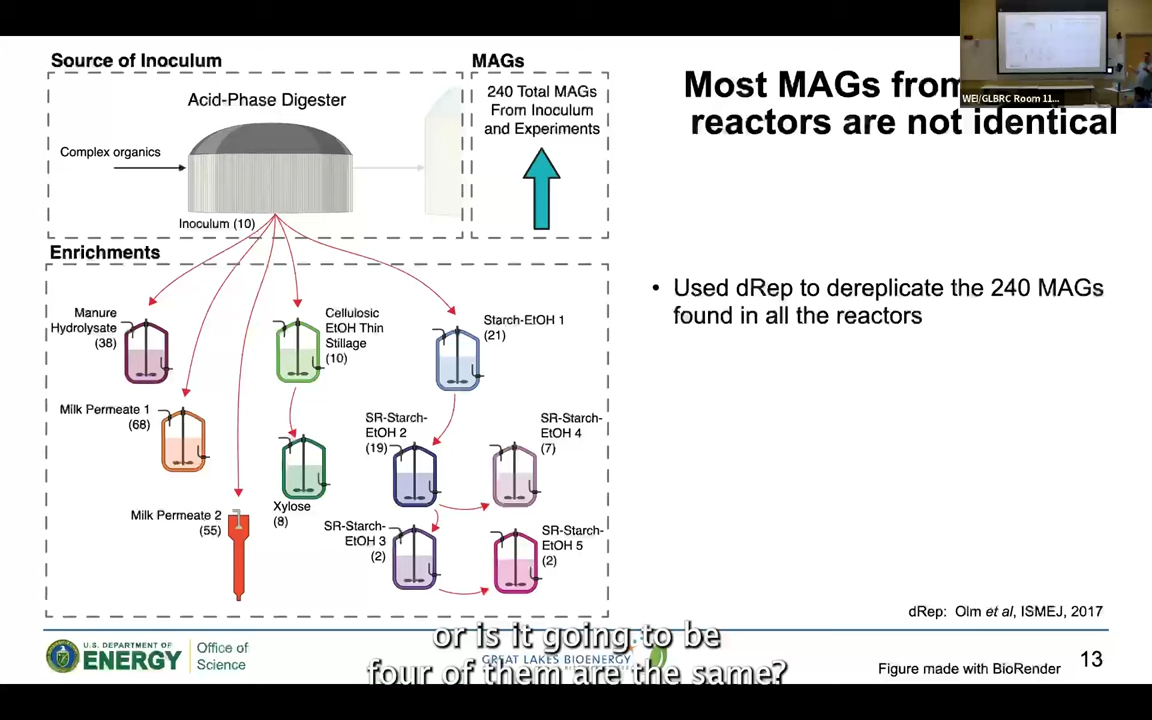 Source of Inoculum
MAGs
Acid-Phase Digester
Complex organics
Inoculum (10)
240 Total MAGs
From Inoculum
and Experiments
Most MAGs from
reactors are not identical
WEI/GLBRC Room 11...
Enrichments
Manure
Hydrolysate
(38)
Cellulosic
EtOH Thin
Stillage
(10)
Starch-EtOH 1
(21)
Milk Permeate 1
(68)
SR-Starch-
EtOH 2
(19)
SR-Starch-
EtOH 4
(7)
Milk Permeate 2
(55)
Xylose
(8)
SR-Starch-
EtOH 3
(2)
SR-Starch-
EtOH 5
(2)
• Used dRep to dereplicate the 240 MAGs
found in all the reactors
dRep: Olm et al, ISMEJ, 2017
U.S. DEPARTMENT OF
ENERGY
Office of
Science
GREAT LAKES BIOENERGY
Figure made with BioRender
13
or is it going to be
four of them are the same?